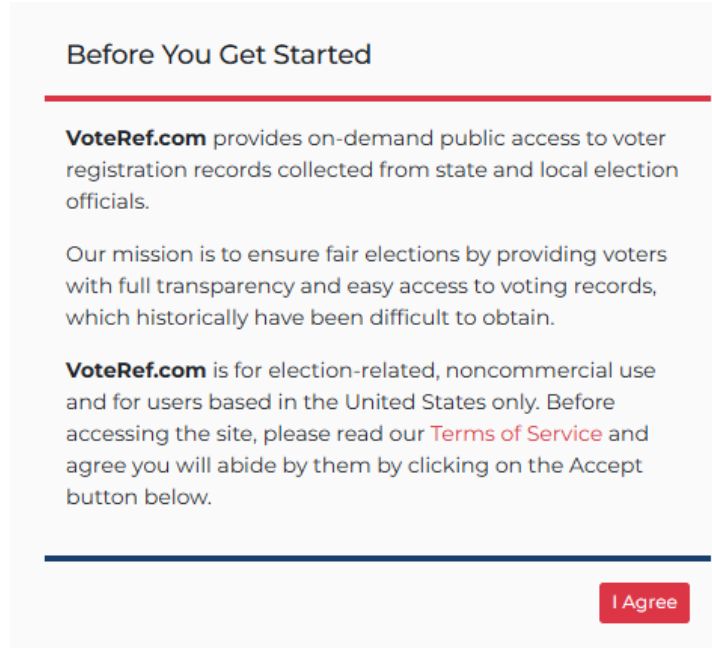 Before You Get Started
VoteRef.com provides on-demand public access to voter
registration records collected from state and local election
officials.
Our mission is to ensure fair elections by providing voters
with full transparency and easy access to voting records,
which historically have been difficult to obtain.
VoteRef.com is for election-related, noncommercial use
and for users based in the United States only. Before
accessing the site, please read our Terms of Service and
agree you will abide by them by clicking on the Accept
button below.
I Agree